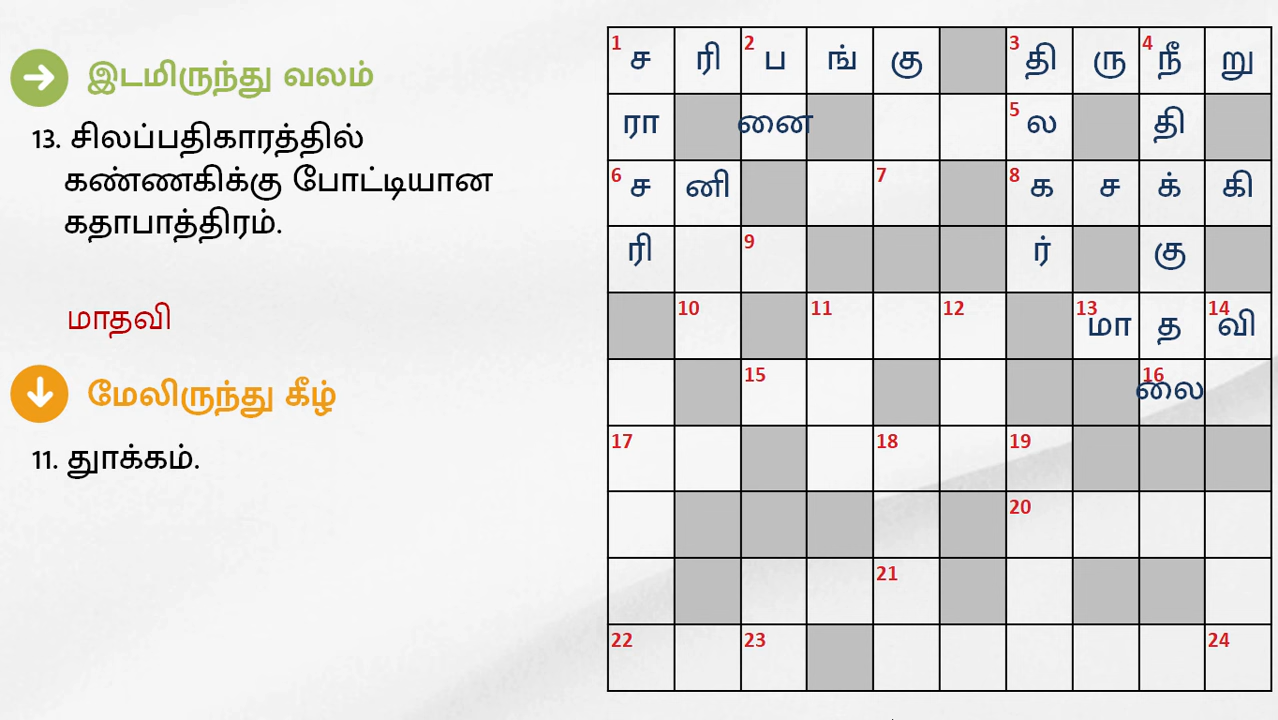 இடமிருந்து வலம்
13. சிலப்பதிகாரத்தில்
கண்ணகிக்கு போட்டியான
கதாபாத்திரம்.
மாதவி
மேலிருந்து கீழ்
11. தூக்கம்.
1 ச ரி 2 ப ங் கு 3 தி ரு 4 நீ று
ரா னை 5 ல தி
6 ச னி 7 8 க ச க் கி
ரி 9 ர் கு
10 11 12 13 மா த 14 வி
15 16 லை
17 18 19
20
21
22 23 24